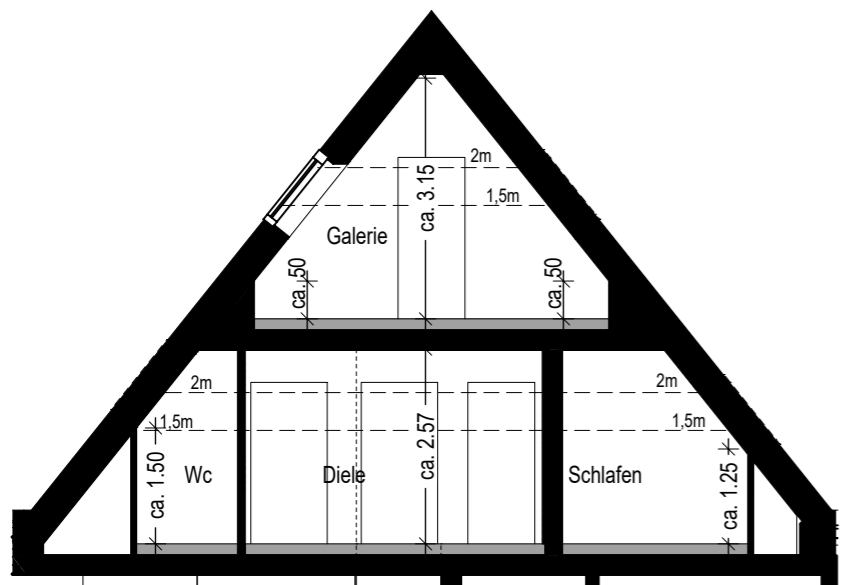 2m
1,5m
ca. 3.15
Galerie
ca. 50
ca. 50
2m
2m
1,5m
1,5m
ca. 2.57
Wc
Diele
Schlafen
ca. 1.50
ca. 1.25